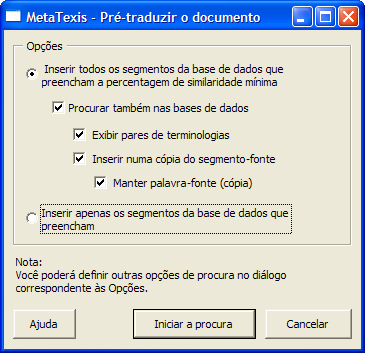 MetaTexis - Pré-traduzir o documento
Opções
Inserir todos os segmentos da base de dados que
preencham a percentagem de similaridade mínima
Procurar também nas bases de dados
Exibir pares de terminologias
Inserir numa cópia do segmento-fonte
Manter palavra-fonte (cópia)
Inserir apenas os segmentos da base de dados que
preencham
Nota:
Você poderá definir outras opções de procura no diálogo
correspondente às Opções.
Ajuda
Iniciar a procura
Cancelar